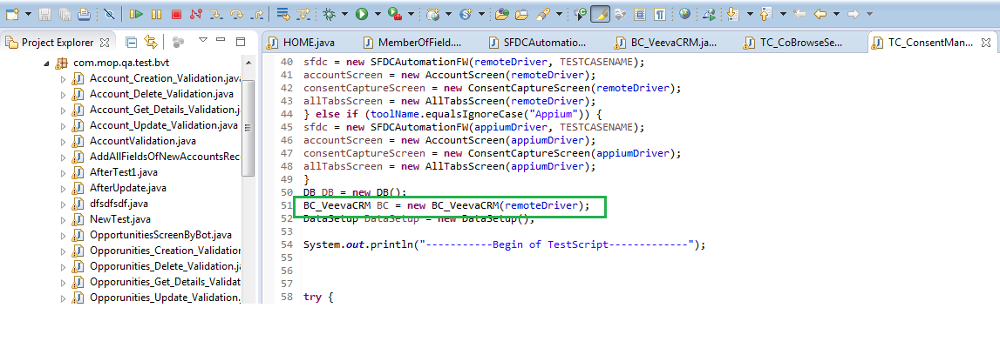 HOME.java
MemberOfField....
SFDCAutomatio...
BC_VeevaCRM.ja...
TC_CoBrowseSe...
TC_ConsentMan...
Project Explorer
com.mop.qa.test.bvt
Account_Creation_Validation.java
Account_Delete_Validation.java
Account_Get_Details_Validation.j
Account_Update_Validation.java
AccountValidation.java
AddAllFieldsOfNewAccountsRec
AfterTest1.java
AfterUpdate.java
dfsdfsdf.java
NewTest.java
OpportunitiesScreenByBot.java
Opporunities_Creation_Validation
Opporunities_Delete_Validation.j
Opporunities_Get_Details_Validat
Opporunities_Update_Validation.
40 sfdc = new SFDCAutomationFW(remoteDriver, TESTCASENAME);
41 accountScreen = new AccountScreen(remoteDriver);
42 consentCaptureScreen = new ConsentCaptureScreen(remoteDriver);
43 allTabsScreen = new AllTabsScreen(remoteDriver);
44 } else if (toolName.equalsIgnoreCase("Appium")) {
45 sfdc = new SFDCAutomationFW(appiumDriver, TESTCASENAME);
46 accountScreen = new AccountScreen(appiumDriver);
47 consentCaptureScreen = new ConsentCaptureScreen(appiumDriver);
48 allTabsScreen = new AllTabsScreen(appiumDriver);
49 }
50 DB DB = new DB();
51 BC_VeevaCRM BC = new BC_VeevaCRM(remoteDriver);
52 DataSetup DataSetup = new DataSetup();
53
54 System.out.println("-----------Begin of TestScript-------------");
55
56
57
58 try {